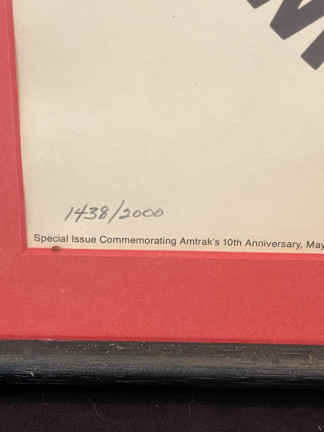 1438/2000
Special Issue Commemorating Amtrak's 10th Anniversary, May